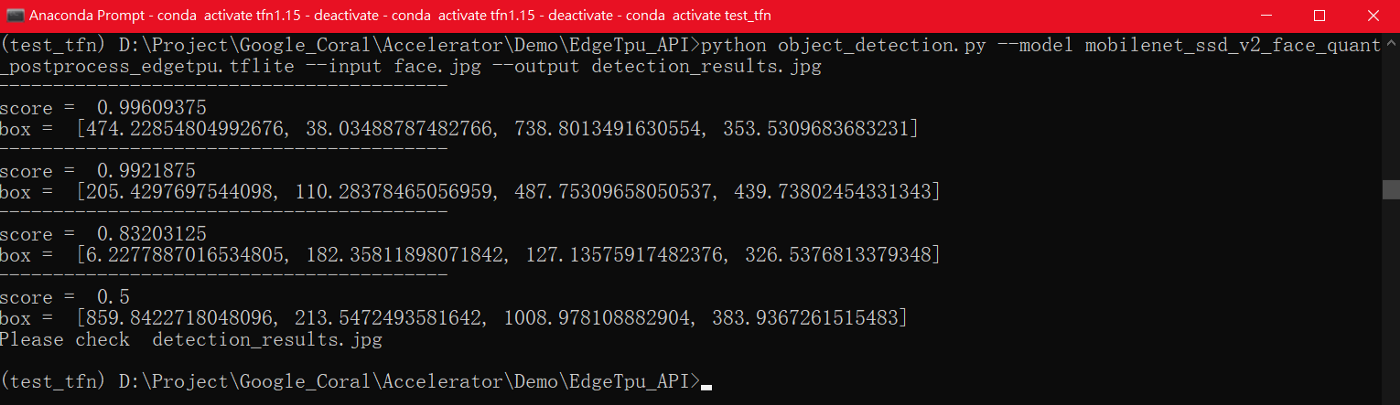 Anaconda Prompt - conda activate tfn1.15 - deactivate - conda activate tfn1.15 - deactivate - conda activate test_tfn
(test_tfn) D:\Project\Google_Coral\Accelerator\Demo\EdgeTpu_API>python object_detection.py --model mobilenet_ssd_v2_face_quant
_postprocess_edgetpu.tflite --input face.jpg --output detection_results.jpg
-----------------------------------------
score =  0.99609375
box =  [474.22854804992676, 38.03488787482766, 738.8013491630554, 353.5309683683231]
-----------------------------------------
score =  0.9921875
box =  [205.4297697544098, 110.28378465056959, 487.75309658050537, 439.73802454331343]
-----------------------------------------
score =  0.83203125
box =  [6.2277887016534805, 182.35811898071842, 127.13575917482376, 326.5376813379348]
-----------------------------------------
score =  0.5
box =  [859.8422718048096, 213.5472493581642, 1008.978108882904, 383.9367261515483]
Please check  detection_results.jpg
(test_tfn) D:\Project\Google_Coral\Accelerator\Demo\EdgeTpu_API>